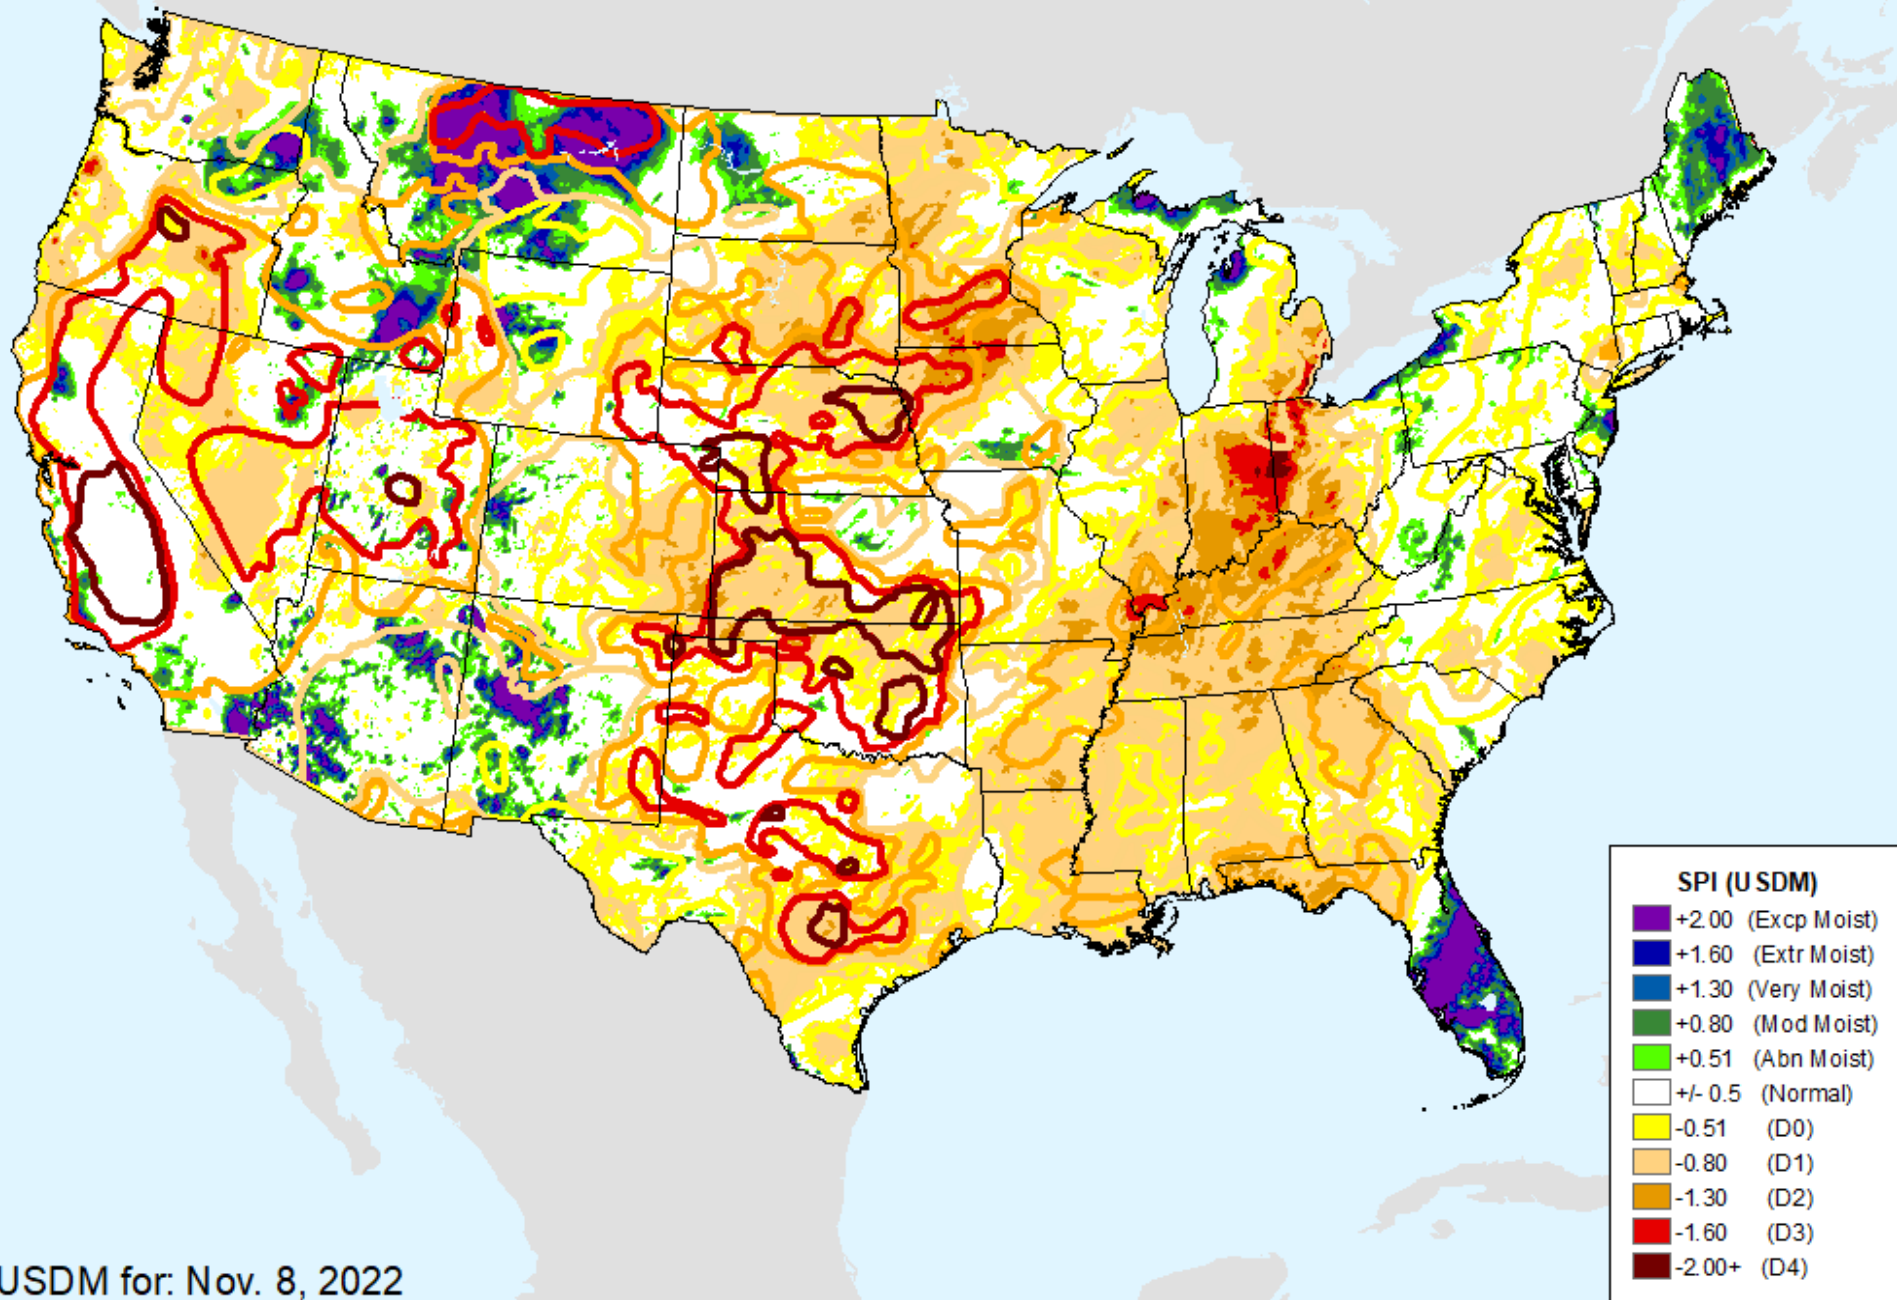 SPI (USDM)
+2.00 (Excp Moist)
+1.60 (Extr Moist)
+1.30 (Very Moist)
+0.80 (Mod Moist)
+0.51 (Abn Moist)
+/- 0.5 (Normal)
-0.51 (D0)
-0.80 (D1)
-1.30 (D2)
-1.60 (D3)
-2.00+ (D4)
USDM for: Nov. 8, 2022